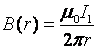 B(r) = μ₀I₁ / 2πr